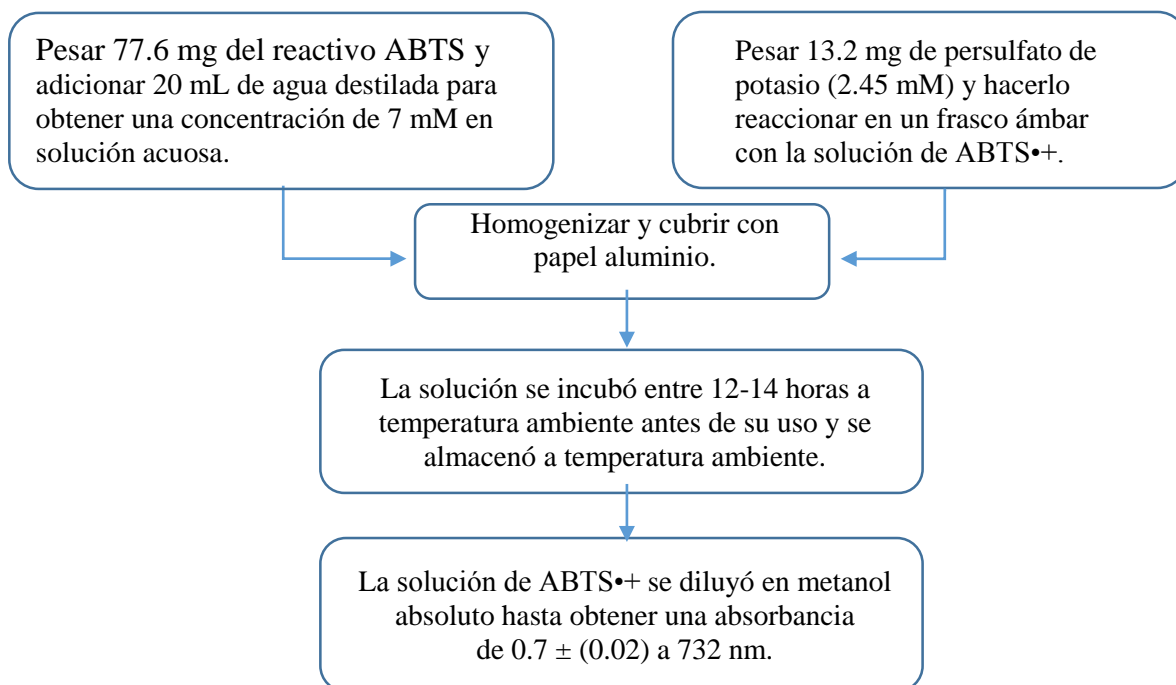 Pesar 77.6 mg del reactivo ABTS y
adicionar 20 mL de agua destilada para
obtener una concentración de 7 mM en
solución acuosa.
Pesar 13.2 mg de persulfato de
potasio (2.45 mM) y hacerlo
reaccionar en un frasco ámbar
con la solución de ABTS•+.
Homogenizar y cubrir con
papel aluminio.
La solución se incubó entre 12-14 horas a
temperatura ambiente antes de su uso y se
almacenó a temperatura ambiente.
La solución de ABTS•+ se diluyó en metanol
absoluto hasta obtener una absorbancia
de 0.7 ± (0.02) a 732 nm.